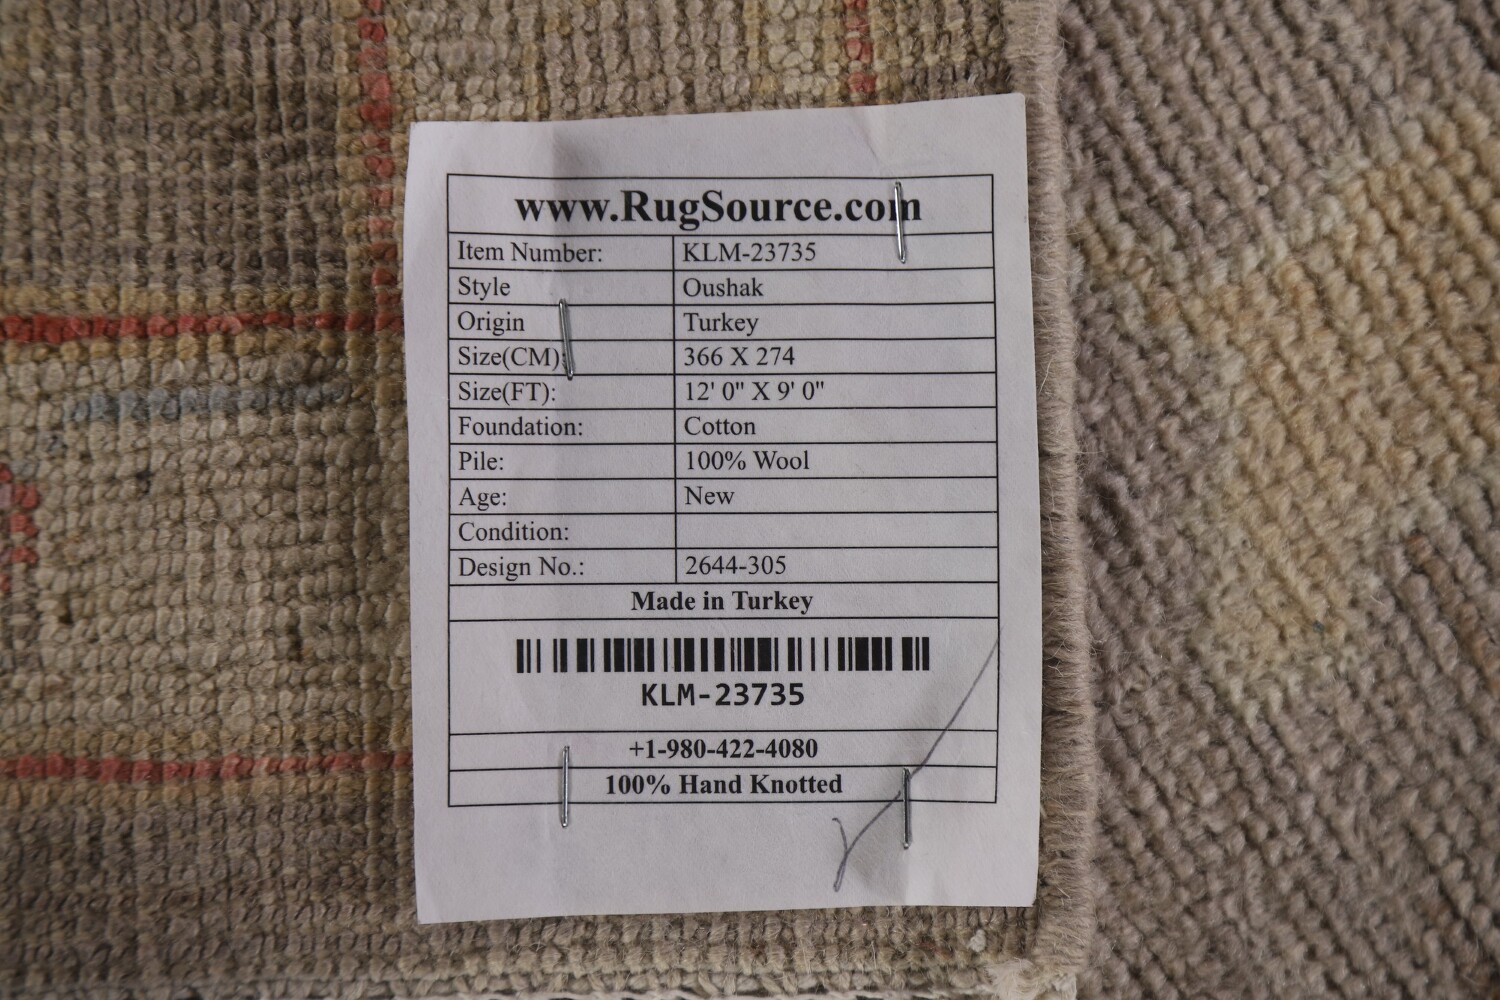 www.RugSource.com
Item Number: KLM-23735
Style Oushak
Origin Turkey
Size(CM): 366 X 274
Size(FT): 12' 0" X 9' 0"
Foundation: Cotton
Pile: 100% Wool
Age: New
Condition:
Design No.: 2644-305
Made in Turkey
KLM-23735
+1-980-422-4080
100% Hand Knotted